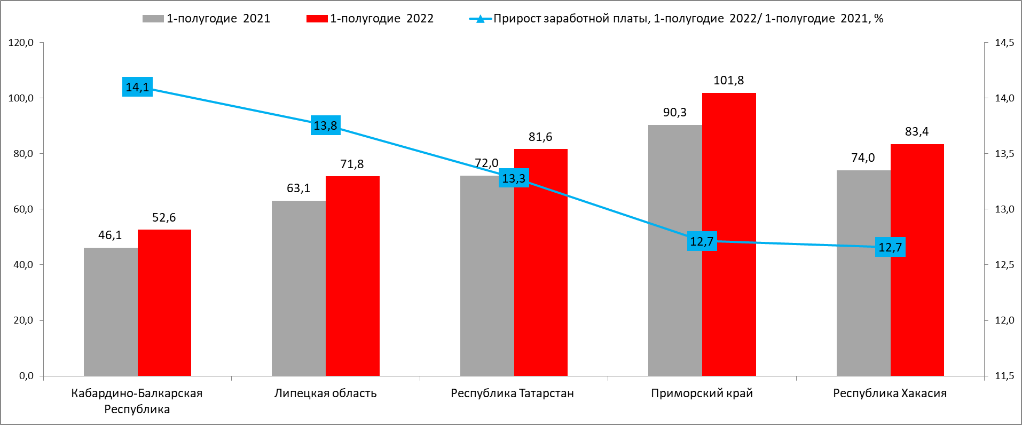 1-полугодие 2021 1-полугодие 2022 Прирост заработной платы, 1-полугодие 2022/ 1-полугодие 2021, %
120,0 14,5
100,0 14,0
80,0 13,5
60,0 13,0
40,0 12,5
20,0 12,0
0,0 11,5
46,1 52,6 14,1
63,1 71,8 13,8
72,0 81,6 13,3
90,3 101,8 12,7
74,0 83,4 12,7
Кабардино-Балкарская
Республика
Липецкая область
Республика Татарстан
Приморский край
Республика Хакасия